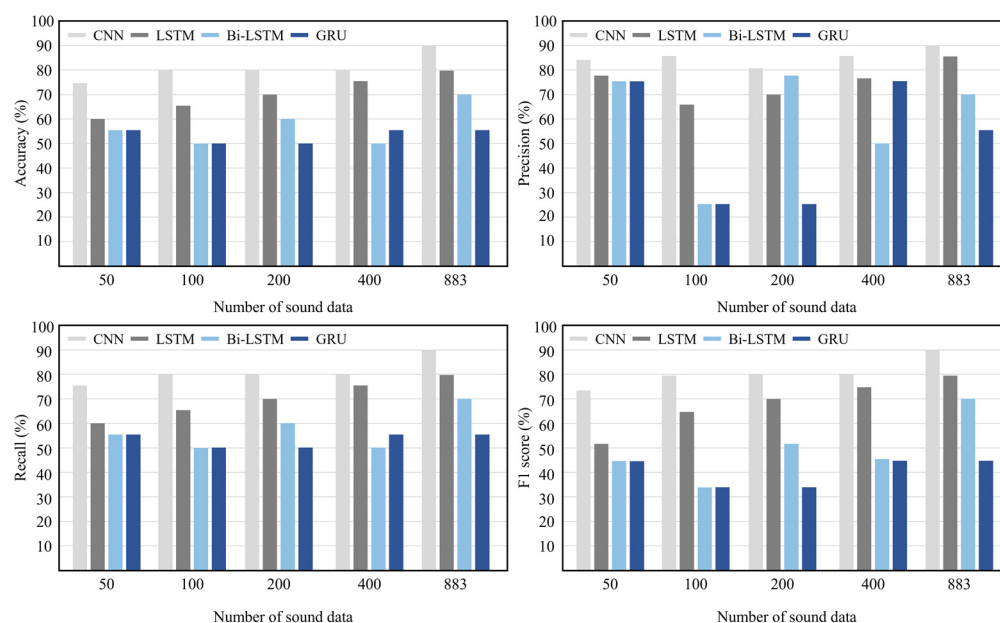 100
90
80
70
60
50
40
30
20
10
Accuracy (%)
CNN LSTM Bi-LSTM GRU
50 100 200 400 883
Number of sound data
100
90
80
70
60
50
40
30
20
10
Precision (%)
CNN LSTM Bi-LSTM GRU
50 100 200 400 883
Number of sound data
100
90
80
70
60
50
40
30
20
10
Recall (%)
CNN LSTM Bi-LSTM GRU
50 100 200 400 883
Number of sound data
100
90
80
70
60
50
40
30
20
10
F1 score (%)
CNN LSTM Bi-LSTM GRU
50 100 200 400 883
Number of sound data